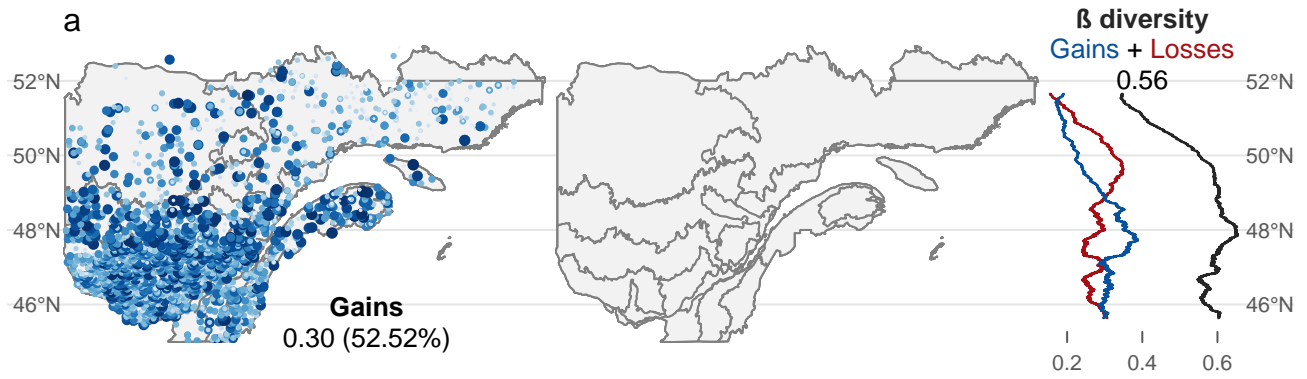 a
ß diversity
Gains + Losses
0.56
52°N
52°N
50°N
50°N
48°N
48°N
46°N
46°N
Gains
0.30 (52.52%)
0.2 0.4 0.6